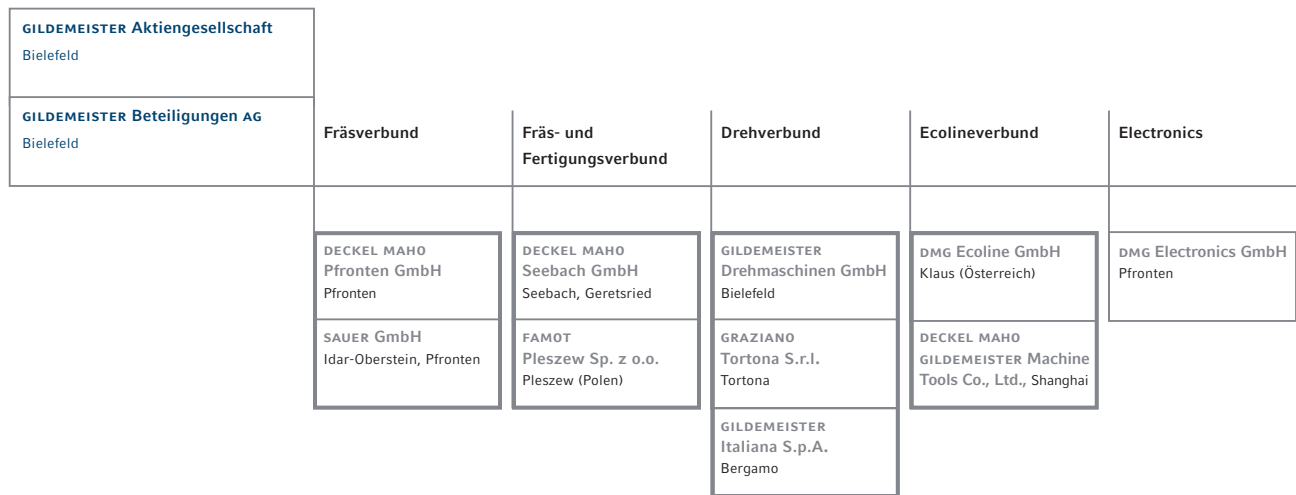 GILDEMEISTER Aktiengesellschaft
Bielefeld
GILDEMEISTER Beteiligungen AG
Bielefeld
Fräsverbund
Fräs- und
Fertigungsverbund
Drehverbund
Ecolineverbund
Electronics
DECKEL MAHO
Pfronten GmbH
Pfronten
SAUER GmbH
Idar-Oberstein, Pfronten
DECKEL MAHO
Seebach GmbH
Seebach, Geretsried
FAMOT
Pleszew Sp. z o.o.
Pleszew (Polen)
GILDEMEISTER
Drehmaschinen GmbH
Bielefeld
GRAZIANO
Tortona S.r.l.
Tortona
GILDEMEISTER
Italiana S.p.A.
Bergamo
DMG Ecoline GmbH
Klaus (Österreich)
DECKEL MAHO
GILDEMEISTER Machine
Tools Co., Ltd., Shanghai
DMG Electronics GmbH
Pfronten